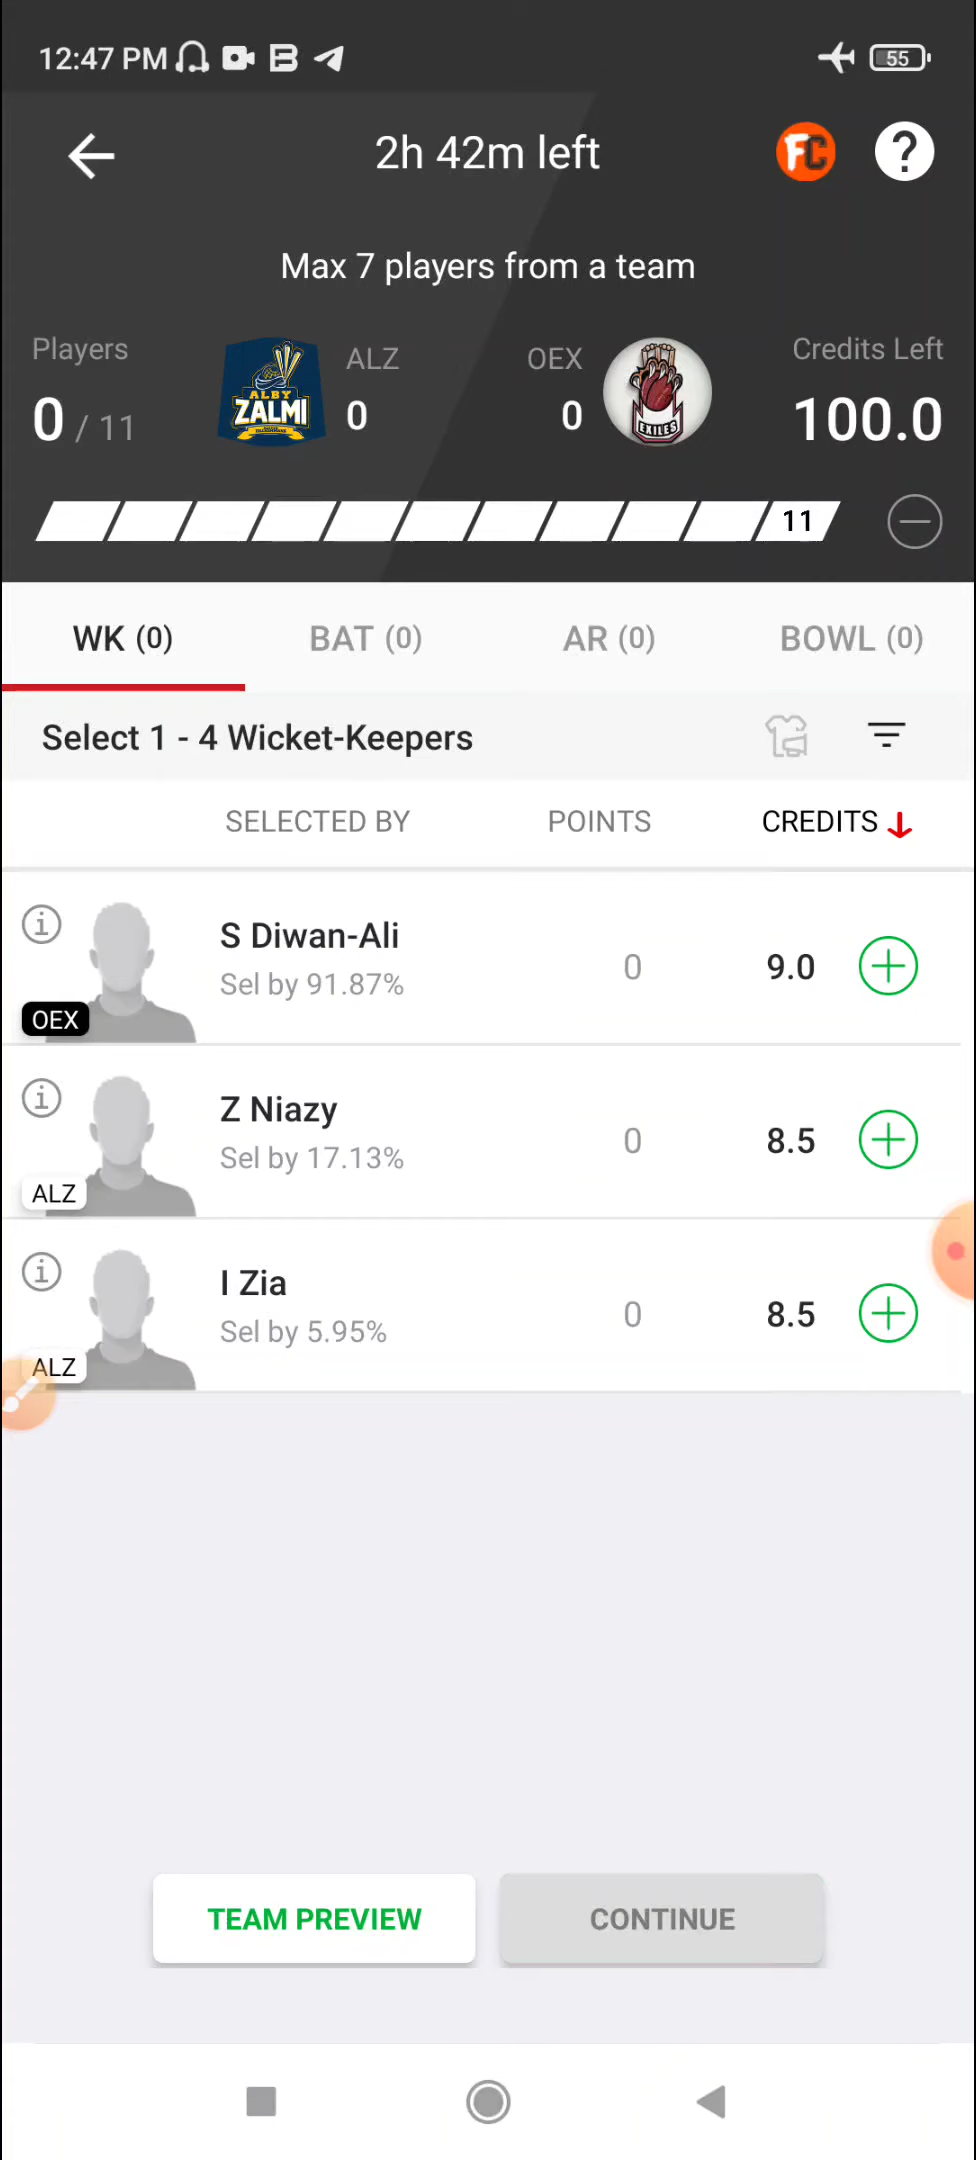 12:47 PM 55
2h 42m left FC ?
Max 7 players from a team
Players ALZ OEX Credits Left
0 / 11 0 0 100.0
ALBY
ZALMI
EXILES
11
WK (0) BAT (0) AR (0) BOWL (0)
Select 1 - 4 Wicket-Keepers
SELECTED BY POINTS CREDITS
S Diwan-Ali
Sel by 91.87% 0 9.0
OEX
Z Niazy
Sel by 17.13% 0 8.5
ALZ
I Zia
Sel by 5.95% 0 8.5
ALZ
TEAM PREVIEW CONTINUE